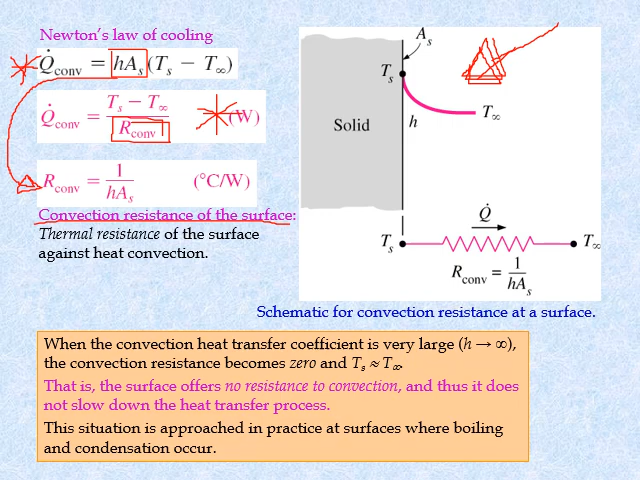 Newton's law of cooling
Q̇conv = hAs(Ts − T∞)
Q̇conv = Ts − T∞ / Rconv (W)
Rconv = 1 / hAs (°C/W)
Convection resistance of the surface:
Thermal resistance of the surface
against heat convection.
As
Ts
Solid
h
T∞
Q̇
Ts
T∞
Rconv = 1 / hAs
Schematic for convection resistance at a surface.
When the convection heat transfer coefficient is very large (h → ∞),
the convection resistance becomes zero and Ts ≈ T∞.
That is, the surface offers no resistance to convection, and thus it does
not slow down the heat transfer process.
This situation is approached in practice at surfaces where boiling
and condensation occur.